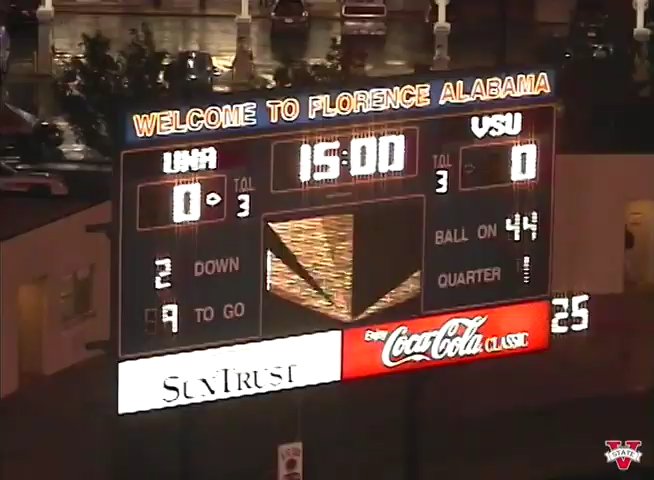 WELCOME TO FLORENCE ALABAMA
UNA 15:00 VSU
0 T.O.L 3 T.O.L 3 0
BALL ON 44
2 DOWN
QUARTER 1
9 TO GO
25
SUNTRUST
Enjoy Coca-Cola CLASSIC
V STATE